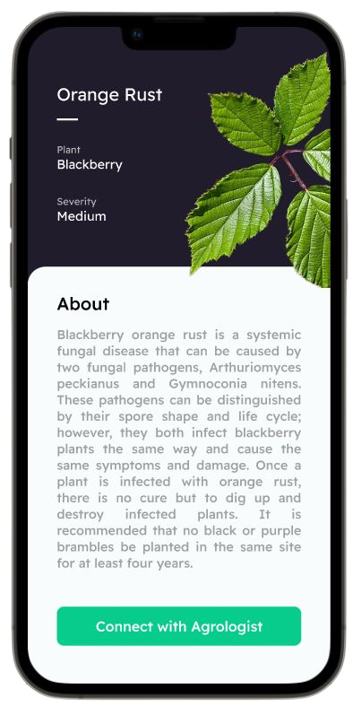 Orange Rust
Plant
Blackberry
Severity
Medium
About
Blackberry orange rust is a systemic
fungal disease that can be caused by
two fungal pathogens, Arthuriomyces
peckianus and Gymnoconia nitens.
These pathogens can be distinguished
by their spore shape and life cycle;
however, they both infect blackberry
plants the same way and cause the
same symptoms and damage. Once a
plant is infected with orange rust,
there is no cure but to dig up and
destroy infected plants. It is
recommended that no black or purple
brambles be planted in the same site
for at least four years.
Connect with Agrologist